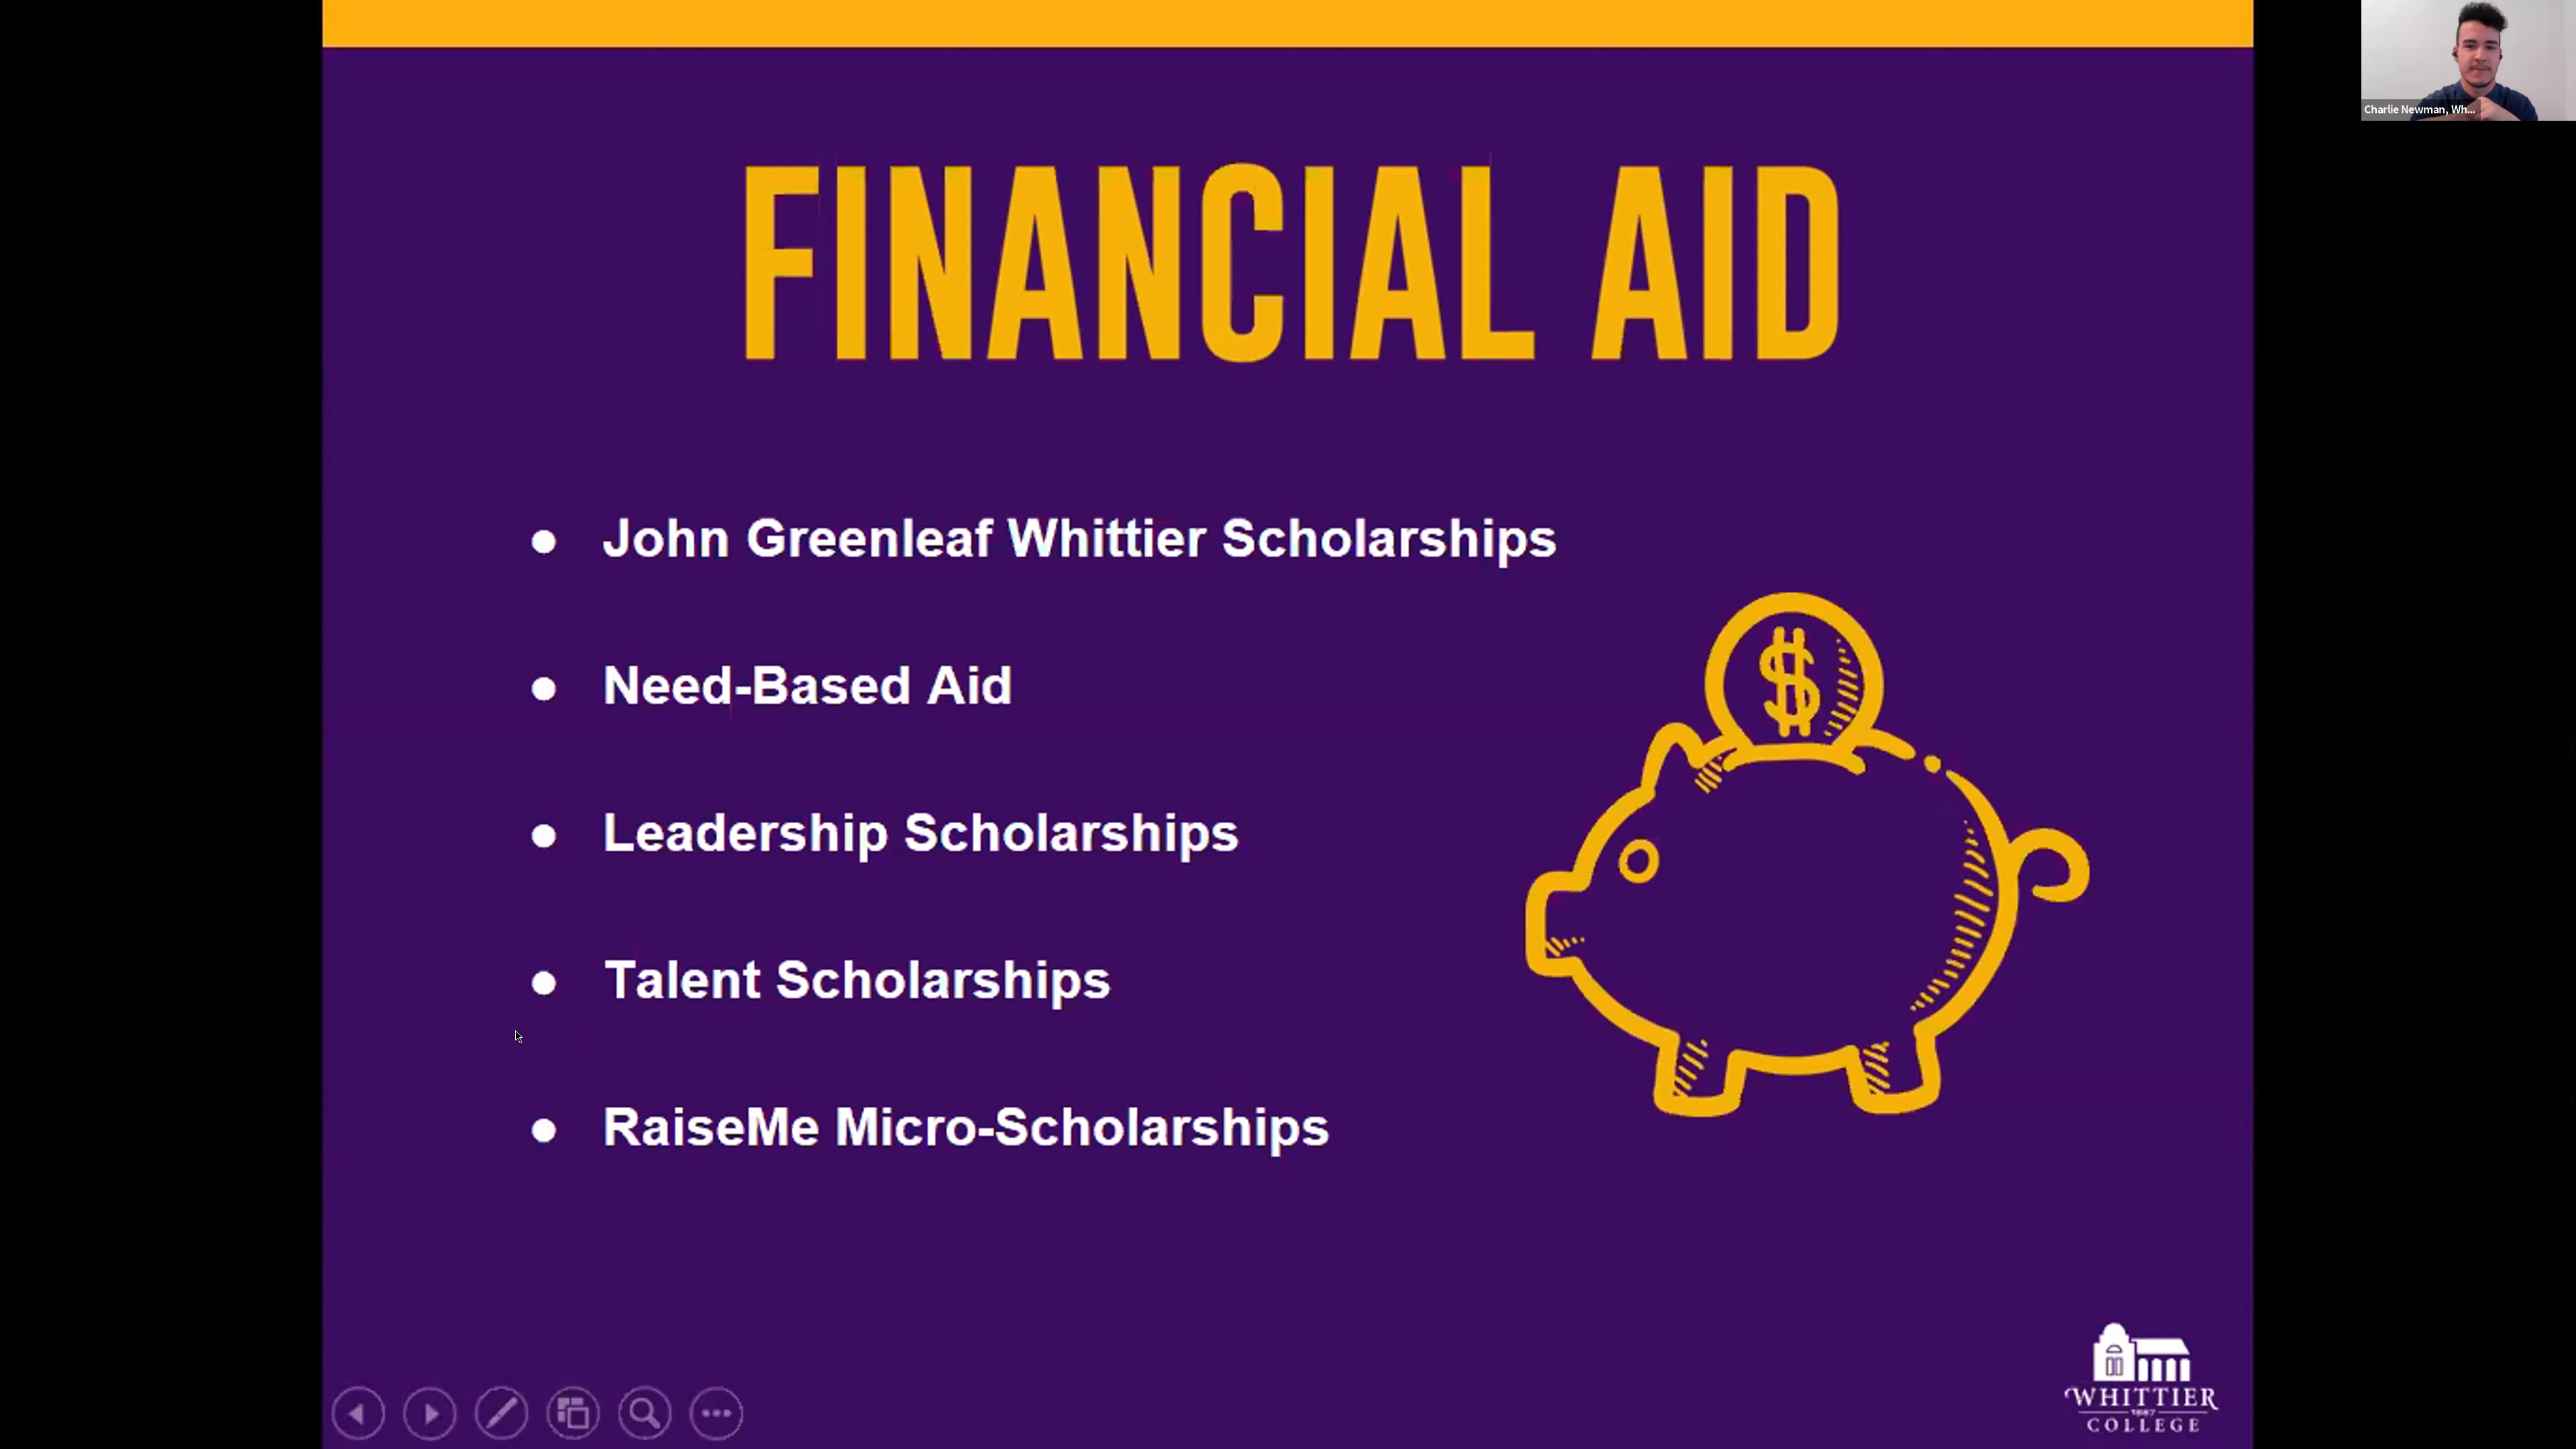 Charlie Newman, Wh...
FINANCIAL AID
● John Greenleaf Whittier Scholarships
● Need-Based Aid
● Leadership Scholarships
● Talent Scholarships
● RaiseMe Micro-Scholarships
$
WHITTIER
1887
COLLEGE